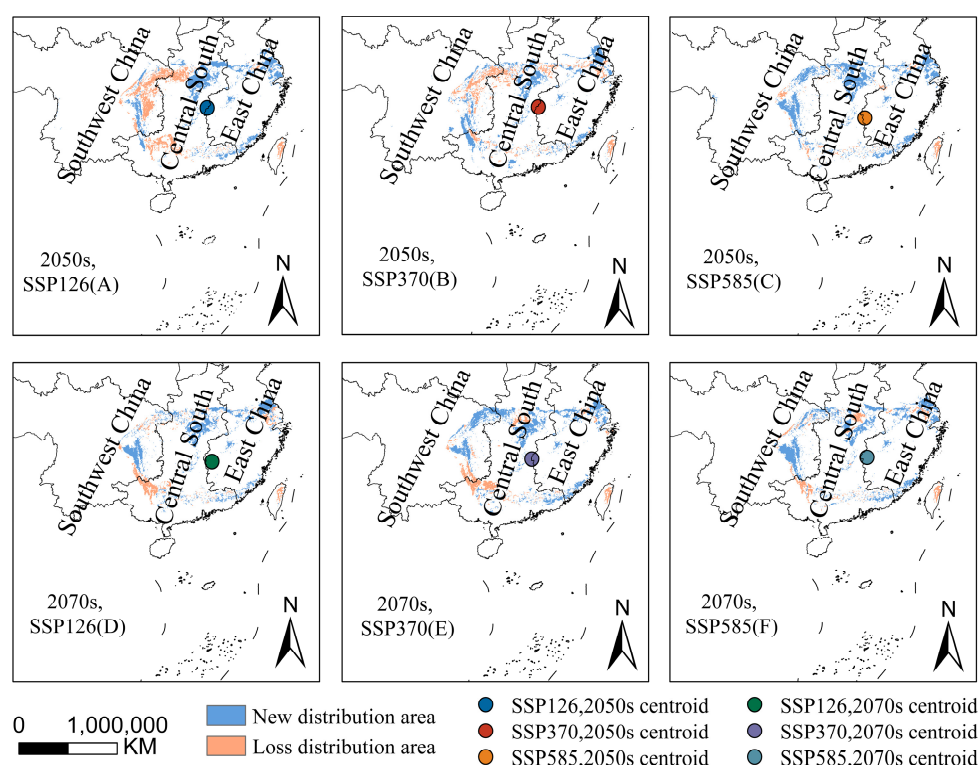 Southwest China
Central South
East China
2050s,
SSP126(A)
N
Southwest China
Central South
East China
2050s,
SSP370(B)
N
Southwest China
Central South
East China
2050s,
SSP585(C)
N
Southwest China
Central South
East China
2070s,
SSP126(D)
N
Southwest China
Central South
East China
2070s,
SSP370(E)
N
Southwest China
Central South
East China
2070s,
SSP585(F)
N
0 1,000,000
KM
New distribution area
Loss distribution area
SSP126,2050s centroid
SSP370,2050s centroid
SSP585,2050s centroid
SSP126,2070s centroid
SSP370,2070s centroid
SSP585,2070s centroid